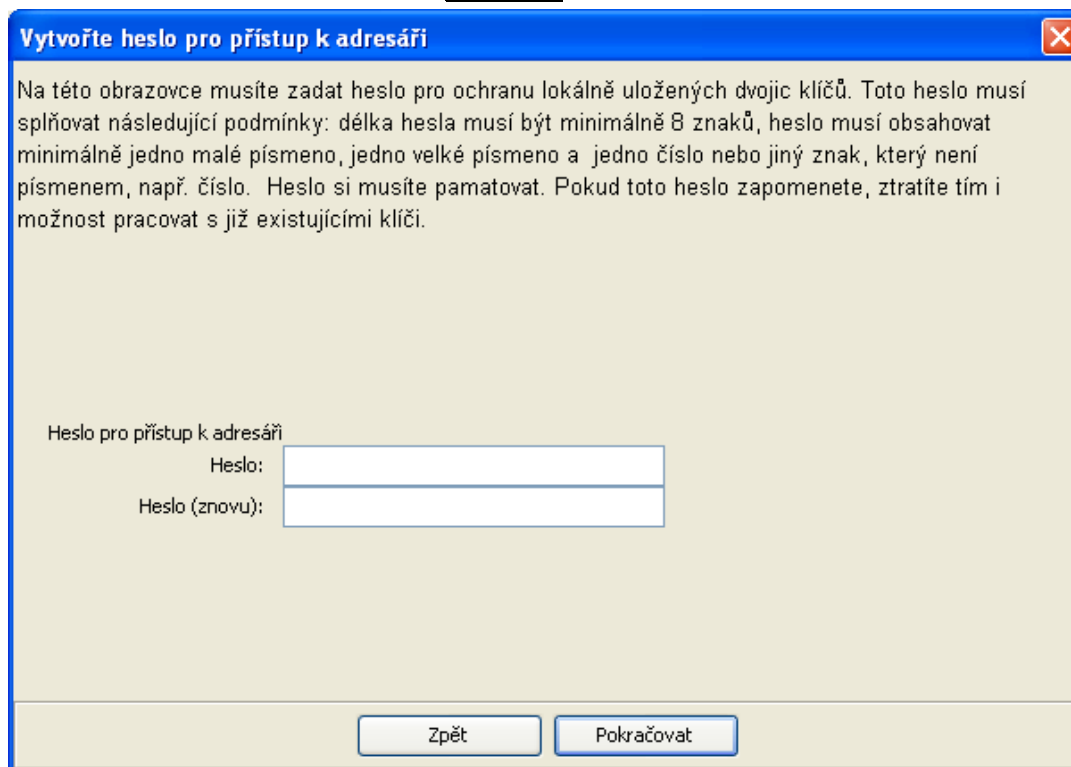 Vytvořte heslo pro přístup k adresáři
Na této obrazovce musíte zadat heslo pro ochranu lokálně uložených dvojic klíčů. Toto heslo musí
splňovat následující podmínky: délka hesla musí být minimálně 8 znaků, heslo musí obsahovat
minimálně jedno malé písmeno, jedno velké písmeno a  jedno číslo nebo jiný znak, který není
písmenem, např. číslo.  Heslo si musíte pamatovat. Pokud toto heslo zapomenete, ztratíte tím i
možnost pracovat s již existujícími klíči.
Heslo pro přístup k adresáři
Heslo:
Heslo (znovu):
Zpět
Pokračovat